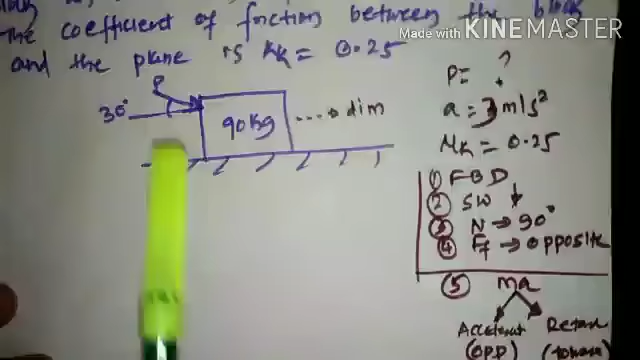 the coefficient of friction between the block
Made with KINEMASTER
and the plane is μk = 0.25
P
30°
90kg
dim
P = ?
a = 3 m/s²
μk = 0.25
① FBD
② SW ↓
③ N → 90°
④ Ff → opposite
⑤ ma
Accelerat Retard
(opp)